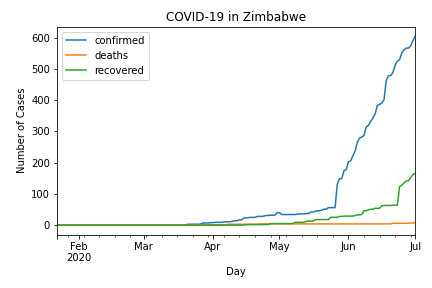 COVID-19 in Zimbabwe
confirmed
deaths
recovered
Number of Cases
600
500
400
300
200
100
0
Feb Mar Apr May Jun Jul
2020
Day